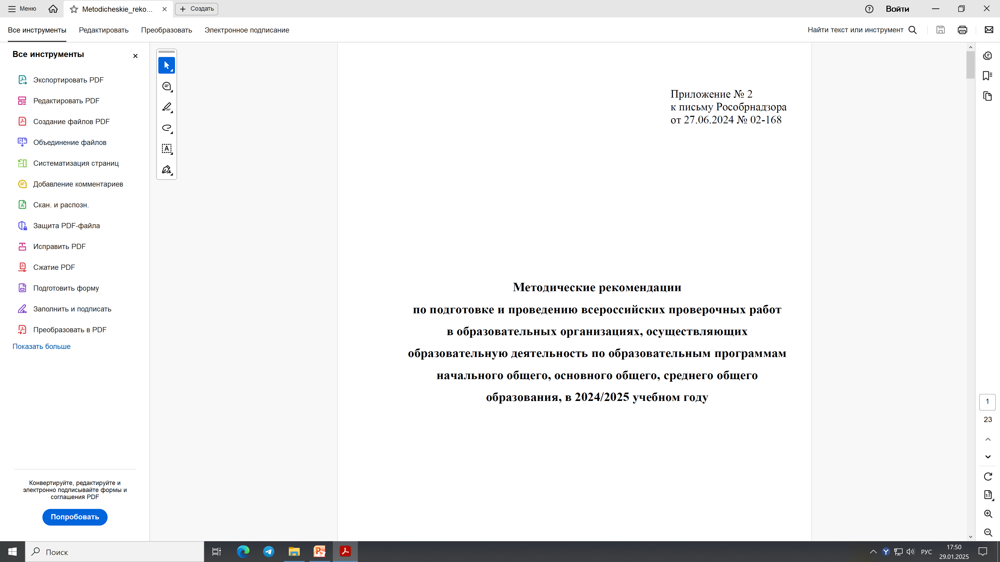 Меню
Metodicheskie_reko...
Создать
Войти
Все инструменты
Редактировать
Преобразовать
Электронное подписание
Найти текст или инструмент
Все инструменты
Экспортировать PDF
Редактировать PDF
Создание файлов PDF
Объединение файлов
Систематизация страниц
Добавление комментариев
Скан. и распозн.
Защита PDF-файла
Исправить PDF
Сжатие PDF
Подготовить форму
Заполнить и подписать
Преобразовать в PDF
Показать больше
Конвертируйте, редактируйте и
электронно подписывайте формы и
соглашения PDF
Попробовать
Приложение № 2
к письму Рособрнадзора
от 27.06.2024 № 02-168
Методические рекомендации
по подготовке и проведению всероссийских проверочных работ
в образовательных организациях, осуществляющих
образовательную деятельность по образовательным программам
начального общего, основного общего, среднего общего
образования, в 2024/2025 учебном году
1
23
Поиск
РУС
17:50
29.01.2025